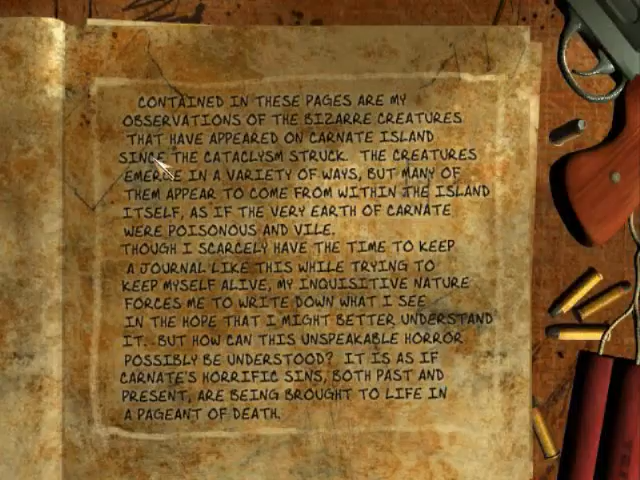 CONTAINED IN THESE PAGES ARE MY
OBSERVATIONS OF THE BIZARRE CREATURES
THAT HAVE APPEARED ON CARNATE ISLAND
SINCE THE CATACLYSM STRUCK. THE CREATURES
EMERGE IN A VARIETY OF WAYS, BUT MANY OF
THEM APPEAR TO COME FROM WITHIN THE ISLAND
ITSELF, AS IF THE VERY EARTH OF CARNATE
WERE POISONOUS AND VILE.
THOUGH I SCARCELY HAVE THE TIME TO KEEP
A JOURNAL LIKE THIS WHILE TRYING TO
KEEP MYSELF ALIVE, MY INQUISITIVE NATURE
FORCES ME TO WRITE DOWN WHAT I SEE
IN THE HOPE THAT I MIGHT BETTER UNDERSTAND
IT. BUT HOW CAN THIS UNSPEAKABLE HORROR
POSSIBLY BE UNDERSTOOD? IT IS AS IF
CARNATE'S HORRIFIC SINS, BOTH PAST AND
PRESENT, ARE BEING BROUGHT TO LIFE IN
A PAGEANT OF DEATH.